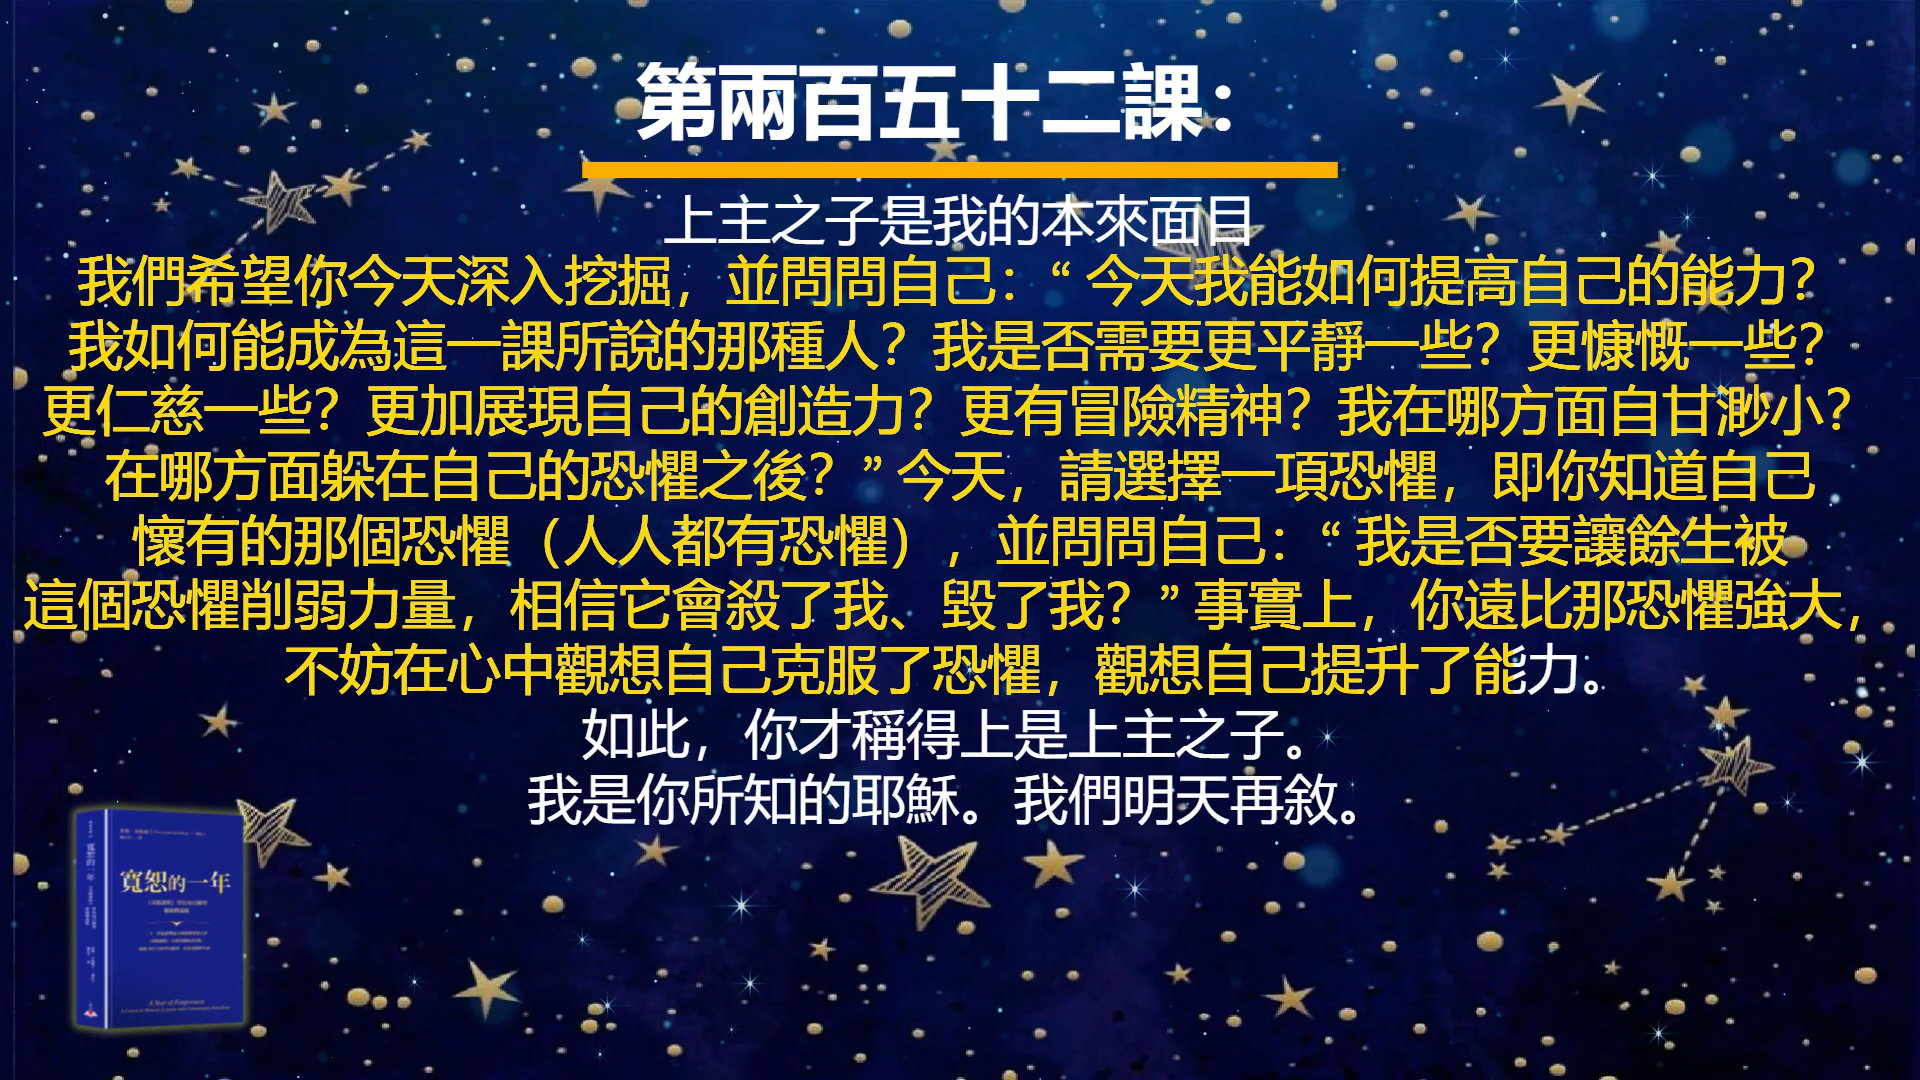 第兩百五十二課：
上主之子是我的本來面目
我們希望你今天深入挖掘，並問問自己：“ 今天我能如何提高自己的能力？
我如何能成為這一課所說的那種人？我是否需要更平靜一些？更慷慨一些？
更仁慈一些？更加展現自己的創造力？更有冒險精神？我在哪方面自甘渺小？
在哪方面躲在自己的恐懼之後？” 今天，請選擇一項恐懼，即你知道自己
懷有的那個恐懼（人人都有恐懼），並問問自己：“ 我是否要讓餘生被
這個恐懼削弱力量，相信它會殺了我、毀了我？” 事實上，你遠比那恐懼強大，
不妨在心中觀想自己克服了恐懼，觀想自己提升了能力。
如此，你才稱得上是上主之子。
我是你所知的耶穌。我們明天再敘。
寬恕的一年
A Year of Forgiveness